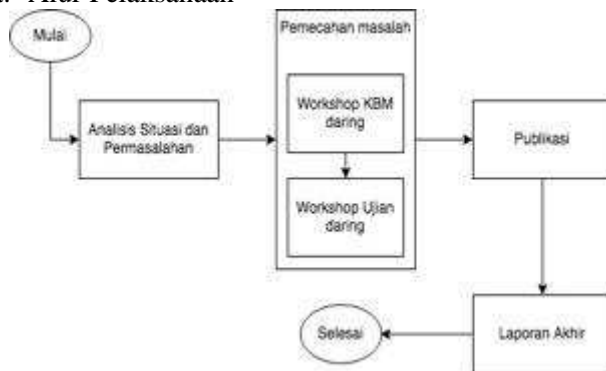 Alur Pelaksanaan
Mulai
Pemecahan masalah
Analisis Situasi dan
Permasalahan
Workshop KBM
daring
Workshop Ujian
daring
Publikasi
Laporan Akhir
Selesai